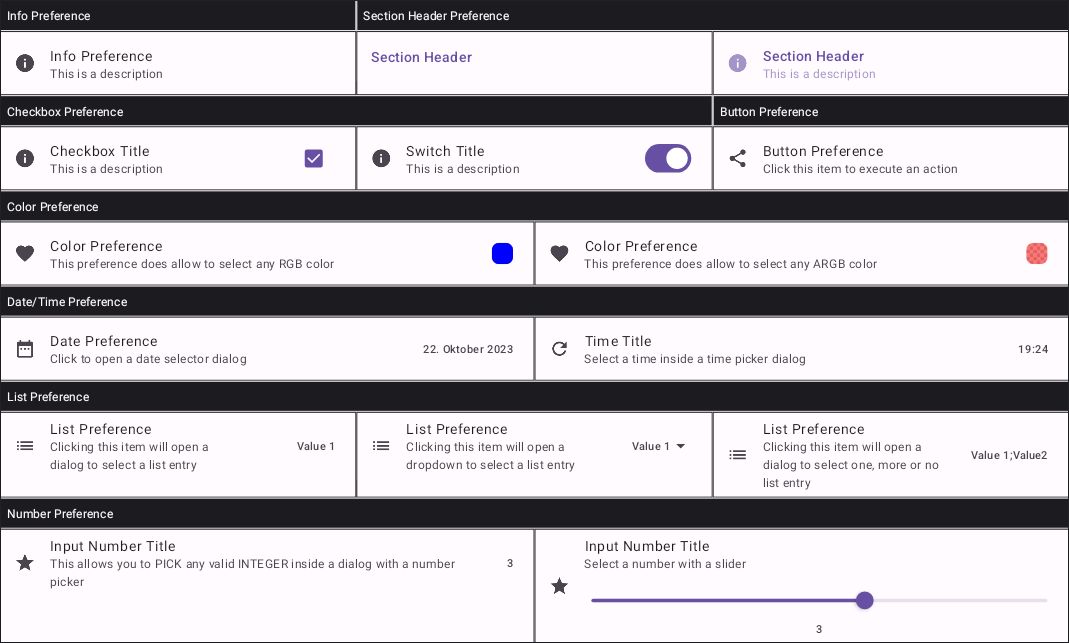 Info Preference
Section Header Preference
Info Preference
This is a description
Section Header
Section Header
This is a description
Checkbox Preference
Button Preference
Checkbox Title
This is a description
Switch Title
This is a description
Button Preference
Click this item to execute an action
Color Preference
Color Preference
This preference does allow to select any RGB color
Color Preference
This preference does allow to select any ARGB color
Date/Time Preference
Date Preference
Click to open a date selector dialog
22. Oktober 2023
Time Title
Select a time inside a time picker dialog
19:24
List Preference
List Preference
Clicking this item will open a
dialog to select a list entry
Value 1
List Preference
Clicking this item will open a
dropdown to select a list entry
Value 1
List Preference
Clicking this item will open a
dialog to select one, more or no
list entry
Value 1;Value2
Number Preference
Input Number Title
This allows you to PICK any valid INTEGER inside a dialog with a number
picker
3
Input Number Title
Select a number with a slider
3